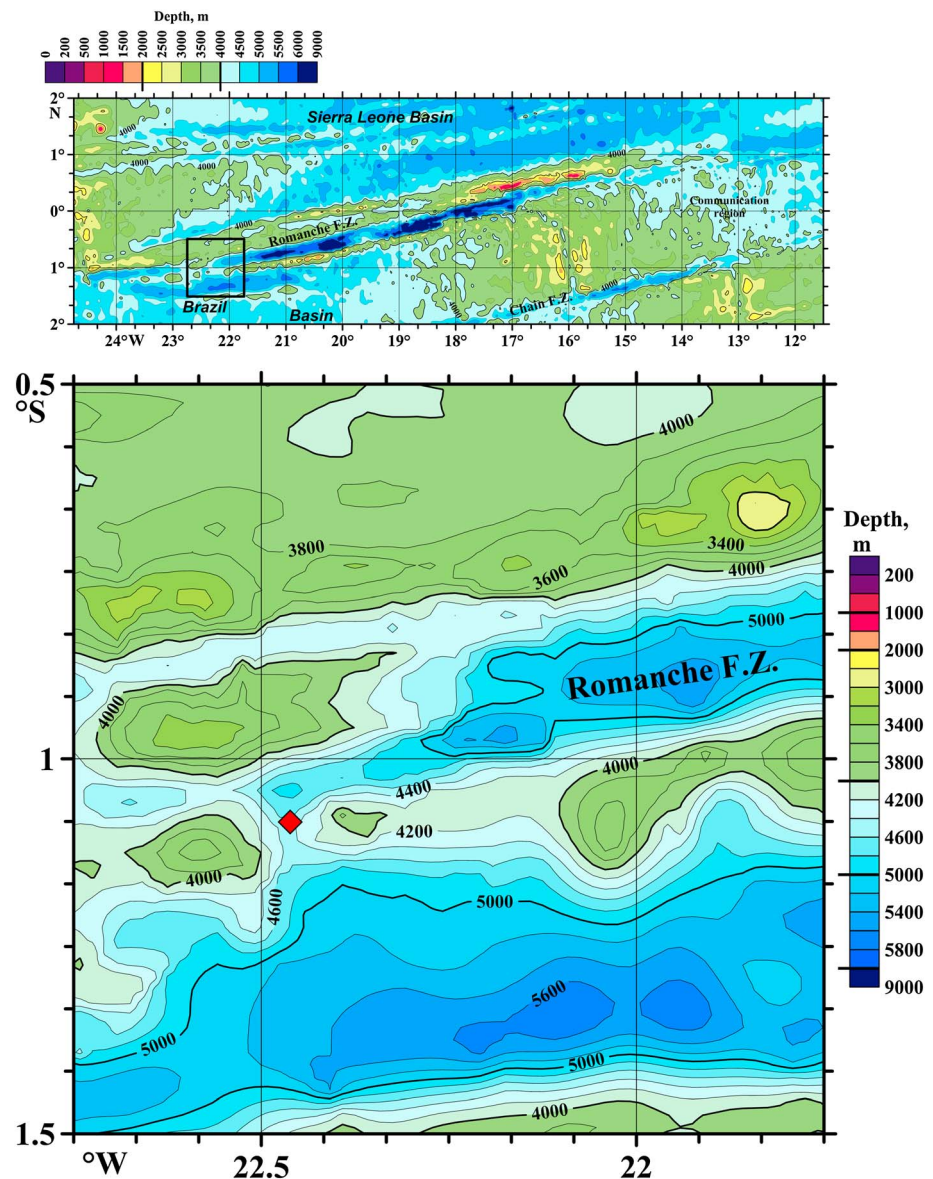 Depth, m
0 200 500 1000 1500 2000 2500 3000 3500 4000 4500 5000 5500 6000 9000
2°
N
1°
0°
1°
2°
Sierra Leone Basin
4000
4000
4000
4000
Communication
region
4000
Romanche F.Z.
4000
4000
Chain F.Z.
Brazil
Basin
24°W 23° 22° 21° 20° 19° 18° 17° 16° 15° 14° 13° 12°
0.5
°S
4000
3800
3400
3600
4000
5000
Romanche F.Z.
4000
1
4000
4400
4200
4000
4600
5000
5600
5000
5000
4000
1.5
°W 22.5 22
Depth,
m
200
1000
2000
3000
3400
3800
4200
4600
5000
5400
5800
9000